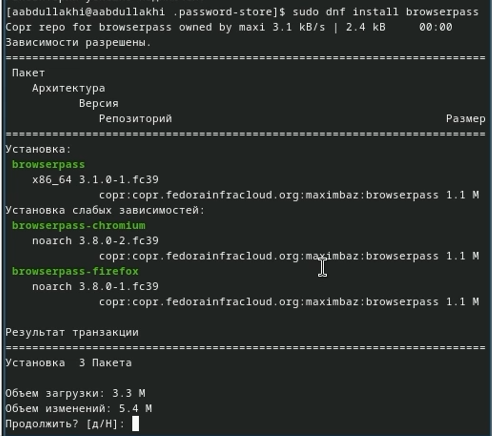 [aabdullakhi@aabdullakhi .password-store]$ sudo dnf install browserpass
Copr repo for browserpass owned by maxi 3.1 kB/s | 2.4 kB     00:00
Зависимости разрешены.
================================================================
 Пакет
    Архитектура
          Версия
             Репозиторий                                   Размер
================================================================
Установка:
 browserpass
    x86_64 3.1.0-1.fc39
             copr:copr.fedorainfracloud.org:maximbaz:browserpass 1.1 M
Установка слабых зависимостей:
 browserpass-chromium
    noarch 3.8.0-2.fc39
             copr:copr.fedorainfracloud.org:maximbaz:browserpass 1.1 M
 browserpass-firefox
    noarch 3.8.0-1.fc39
             copr:copr.fedorainfracloud.org:maximbaz:browserpass 1.1 M

Результат транзакции
================================================================
Установка  3 Пакета

Объем загрузки: 3.3 M
Объем изменений: 5.4 M
Продолжить? [д/Н]: